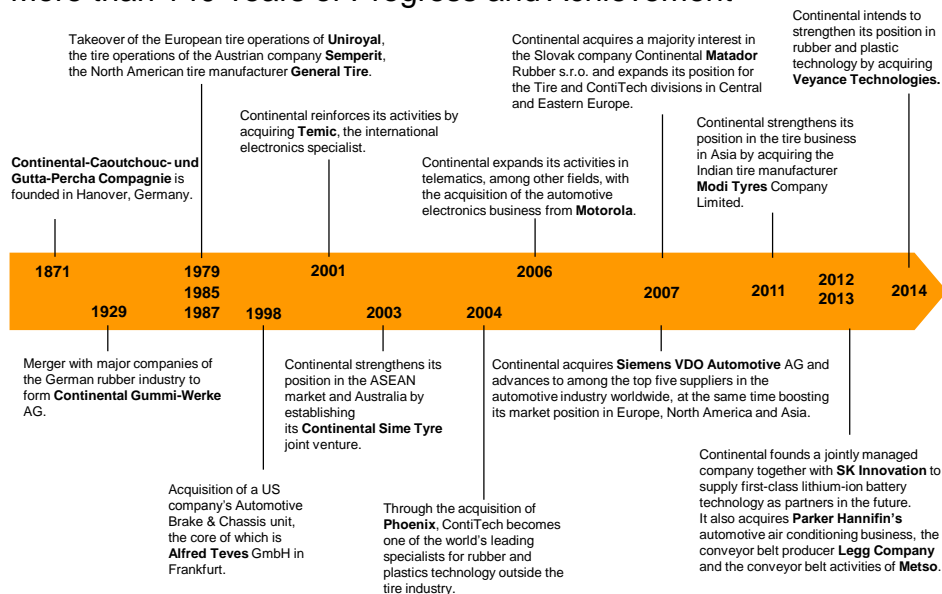 More than 140 Years of Progress and Achievement
Takeover of the European tire operations of Uniroyal,
the tire operations of the Austrian company Semperit,
the North American tire manufacturer General Tire.
Continental acquires a majority interest in
the Slovak company Continental Matador
Rubber s.r.o. and expands its position for
the Tire and ContiTech divisions in Central
and Eastern Europe.
Continental intends to
strengthen its position in
rubber and plastic
technology by acquiring
Veyance Technologies.
Continental reinforces its activities by
acquiring Temic, the international
electronics specialist.
Continental strengthens its
position in the tire business
in Asia by acquiring the
Indian tire manufacturer
Modi Tyres Company
Limited.
Continental-Caoutchouc- und
Gutta-Percha Compagnie is
founded in Hanover, Germany.
Continental expands its activities in
telematics, among other fields, with
the acquisition of the automotive
electronics business from Motorola.
1871
1929
1979
1985
1987
1998
2001
2003
2004
2006
2007
2011
2012
2013
2014
Merger with major companies of
the German rubber industry to
form Continental Gummi-Werke
AG.
Continental strengthens its
position in the ASEAN
market and Australia by
establishing
its Continental Sime Tyre
joint venture.
Continental acquires Siemens VDO Automotive AG and
advances to among the top five suppliers in the
automotive industry worldwide, at the same time boosting
its market position in Europe, North America and Asia.
Acquisition of a US
company's Automotive
Brake & Chassis unit,
the core of which is
Alfred Teves GmbH in
Frankfurt.
Through the acquisition of
Phoenix, ContiTech becomes
one of the world's leading
specialists for rubber and
plastics technology outside the
tire industry.
Continental founds a jointly managed
company together with SK Innovation to
supply first-class lithium-ion battery
technology as partners in the future.
It also acquires Parker Hannifin's
automotive air conditioning business, the
conveyor belt producer Legg Company
and the conveyor belt activities of Metso.